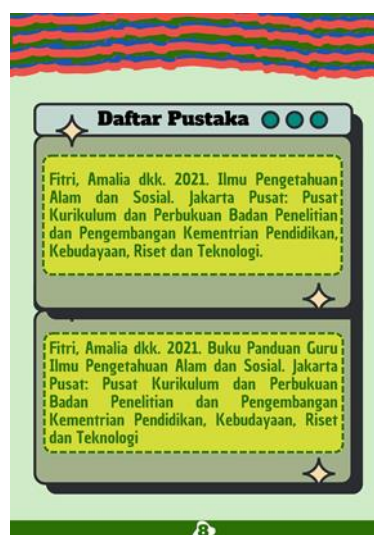 Daftar Pustaka
Fitri, Amalia dkk. 2021. Ilmu Pengetahuan
Alam dan Sosial. Jakarta Pusat: Pusat
Kurikulum dan Perbukuan Badan Penelitian
dan Pengembangan Kementrian Pendidikan,
Kebudayaan, Riset dan Teknologi.
Fitri, Amalia dkk. 2021. Buku Panduan Guru
Ilmu Pengetahuan Alam dan Sosial. Jakarta
Pusat: Pusat Kurikulum dan Perbukuan
Badan Penelitian dan Pengembangan
Kementrian Pendidikan, Kebudayaan, Riset
dan Teknologi
8